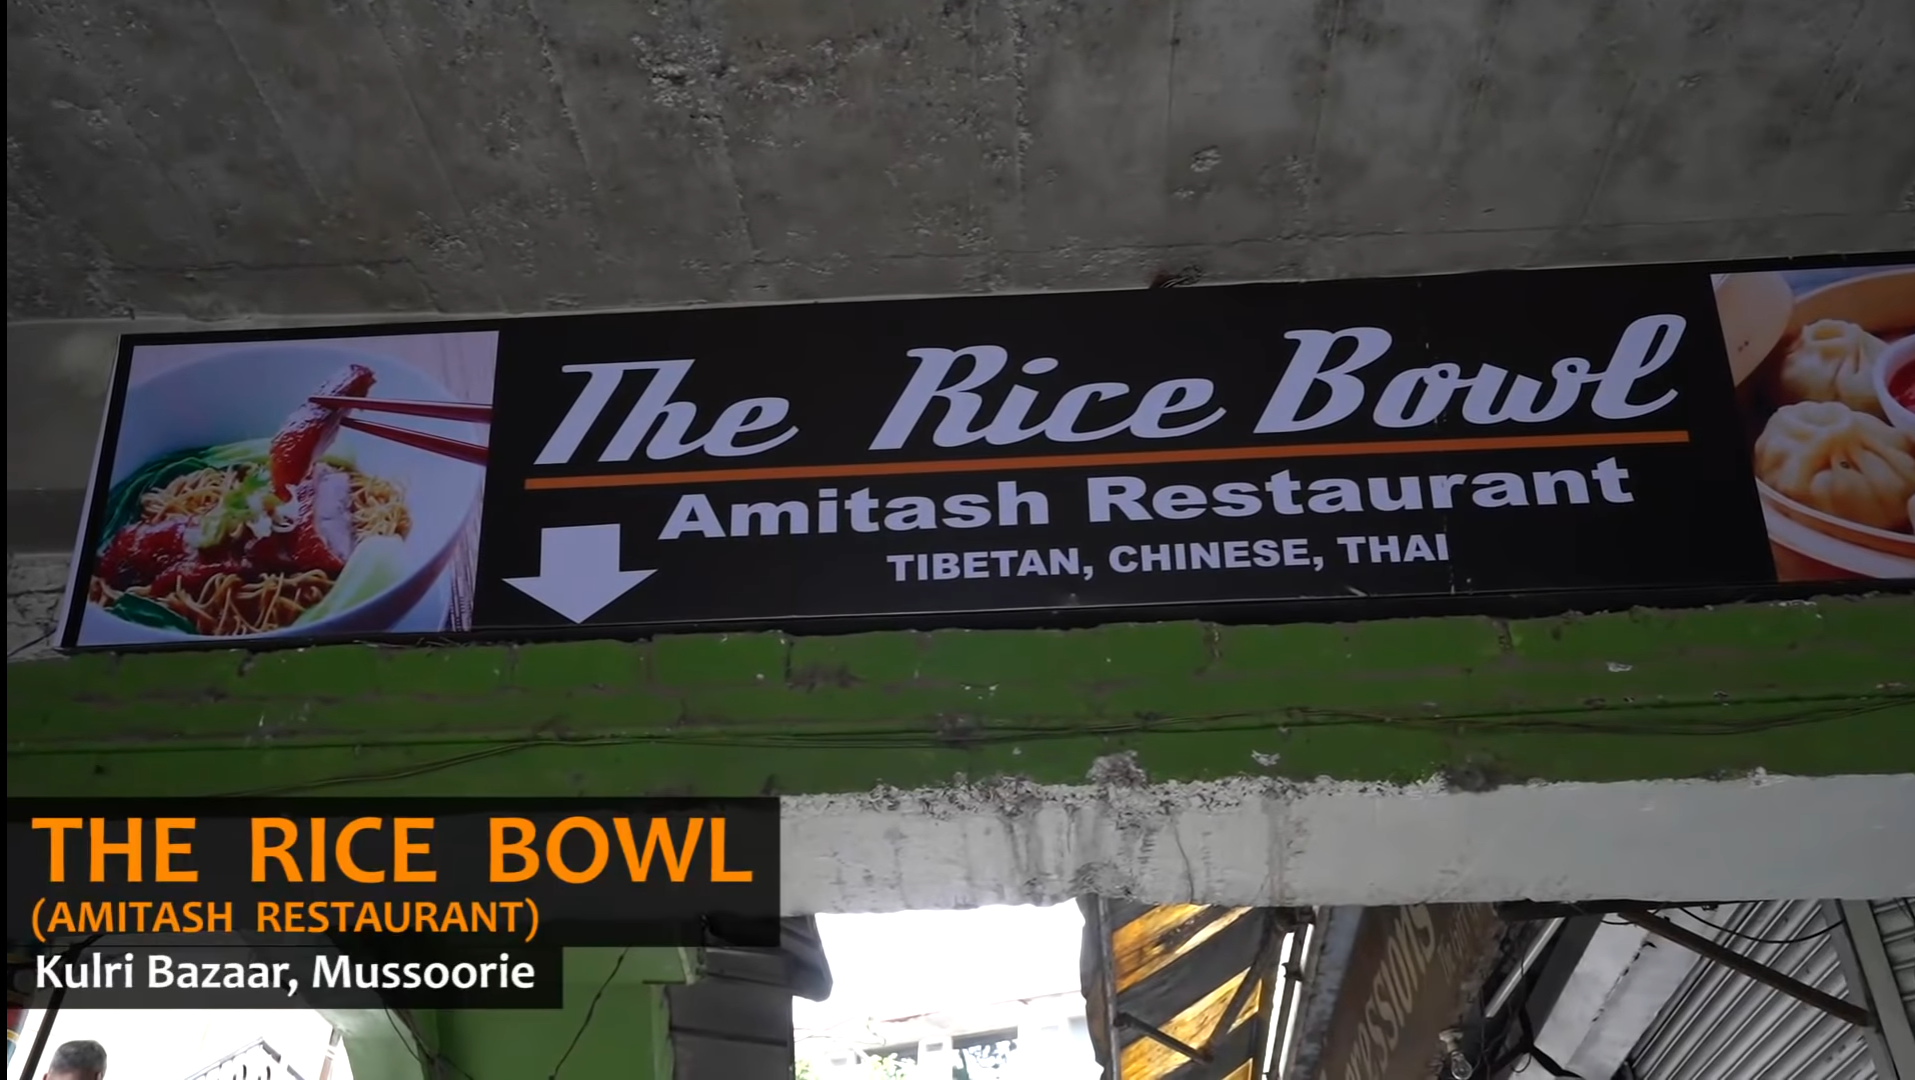 The Rice Bowl
Amitash Restaurant
TIBETAN, CHINESE, THAI
THE RICE BOWL
(AMITASH RESTAURANT)
Kulri Bazaar, Mussoorie